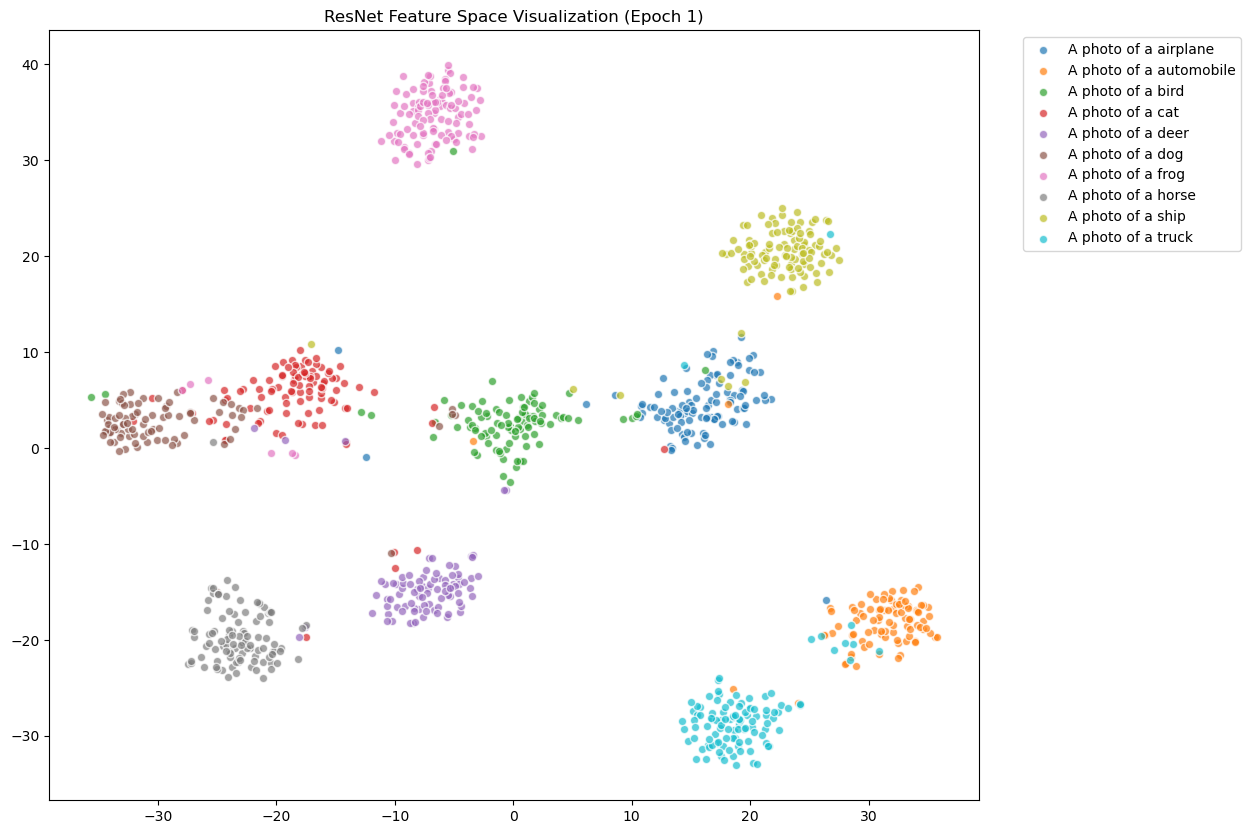 ResNet Feature Space Visualization (Epoch 1)
A photo of a airplane
A photo of a automobile
A photo of a bird
A photo of a cat
A photo of a deer
A photo of a dog
A photo of a frog
A photo of a horse
A photo of a ship
A photo of a truck
40
30
20
10
0
−10
−20
−30
−30 −20 −10 0 10 20 30